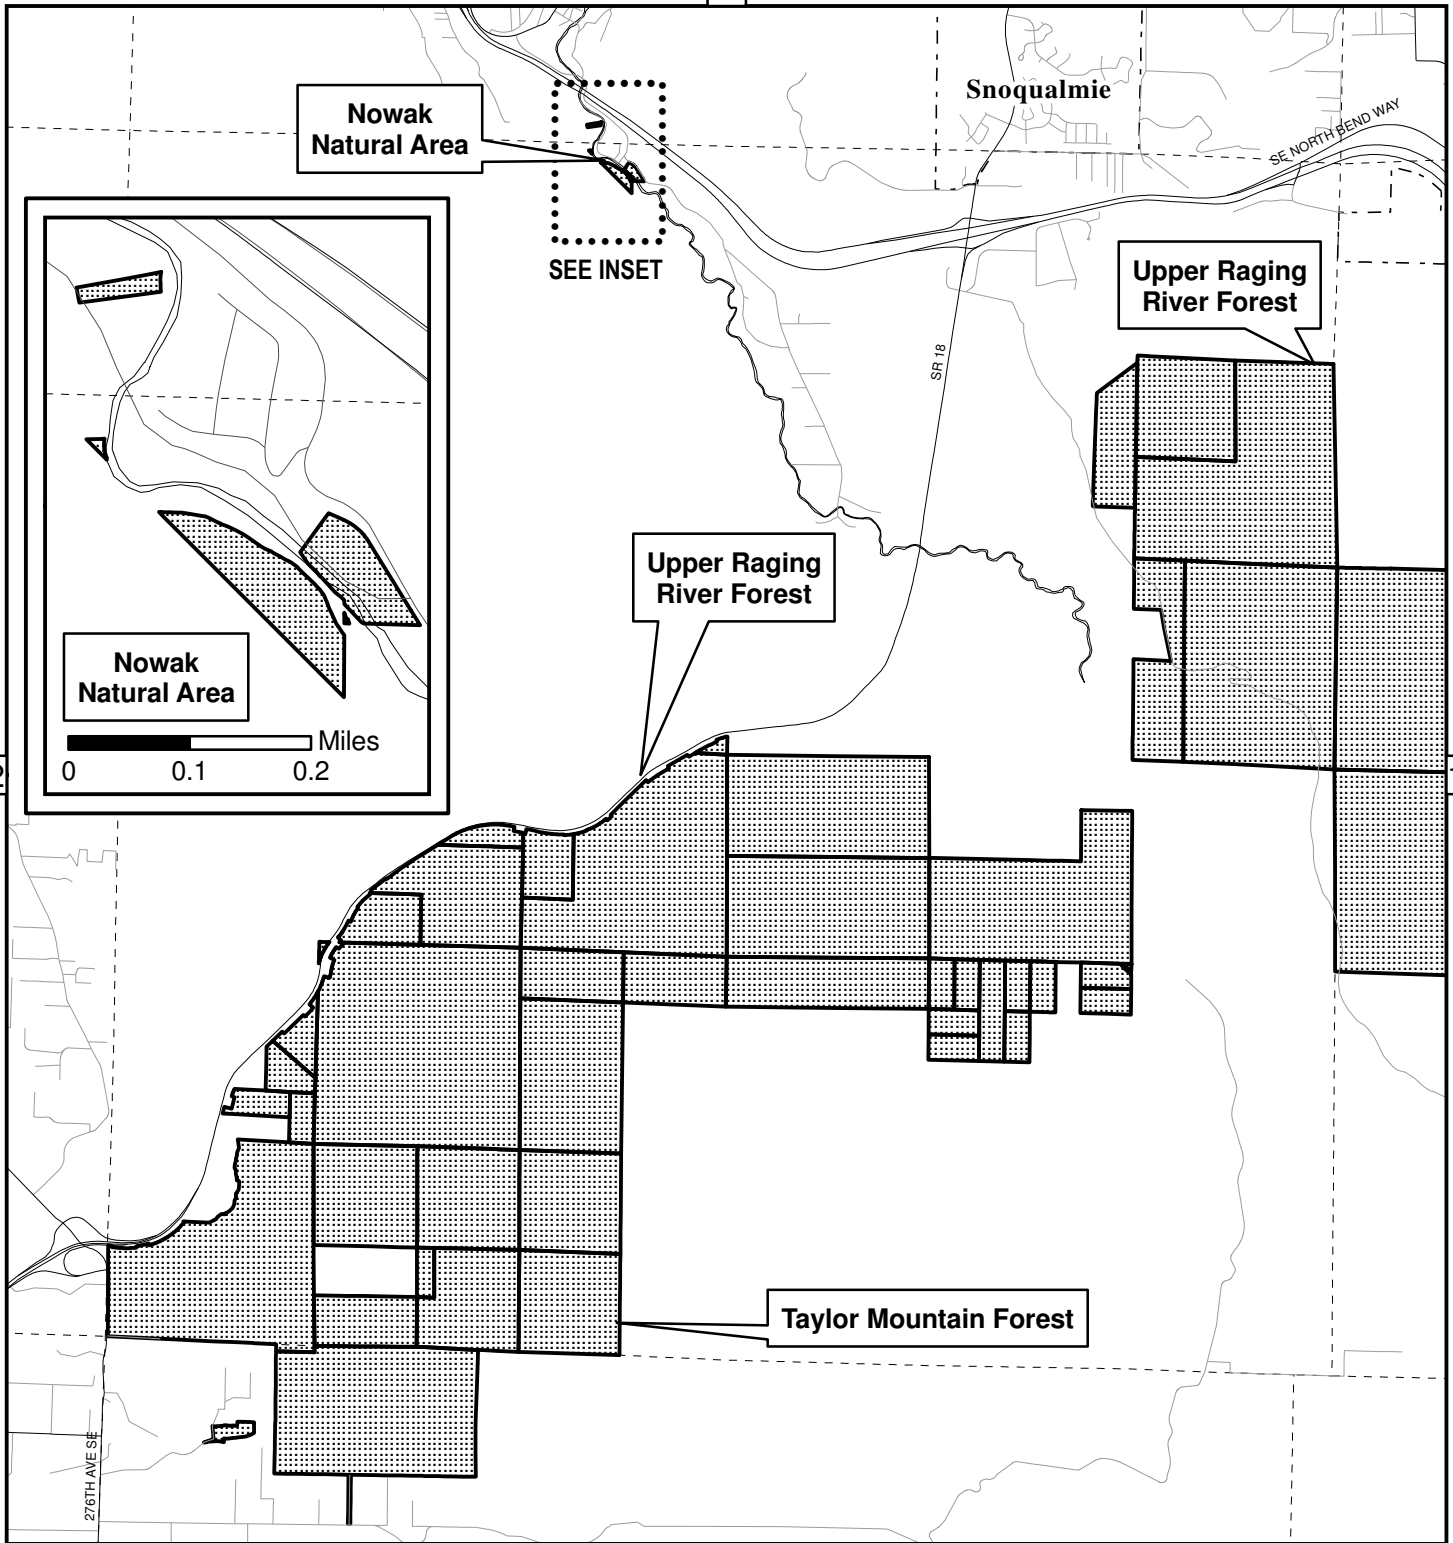 Nowak
Natural Area
Snoqualmie
SE NORTH BEND WAY
SEE INSET
Upper Raging
River Forest
SR 18
Upper Raging
River Forest
Nowak
Natural Area
Miles
0 0.1 0.2
Taylor Mountain Forest
276TH AVE SE